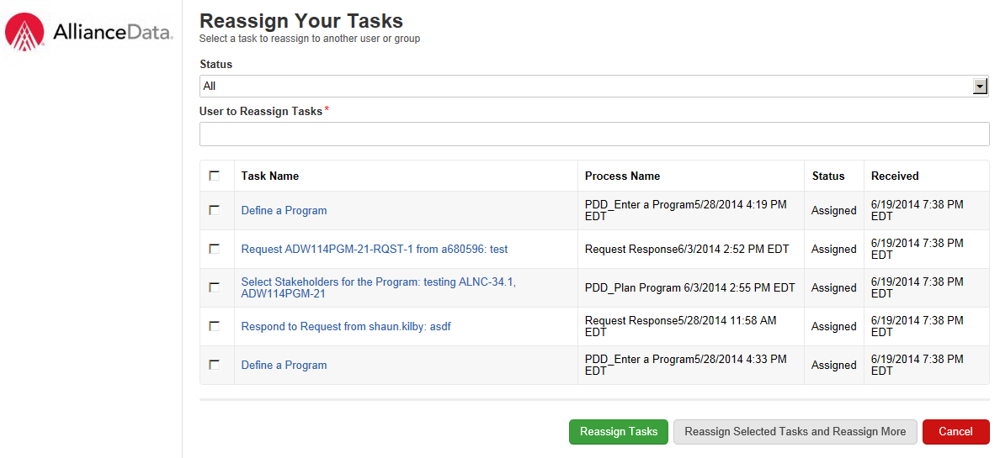 AllianceData.
Reassign Your Tasks
Select a task to reassign to another user or group
Status
All
User to Reassign Tasks*
Task Name Process Name Status Received
Define a Program PDD_Enter a Program5/28/2014 4:19 PM EDT Assigned 6/19/2014 7:38 PM EDT
Request ADW114PGM-21-RQST-1 from a680596: test Request Response6/3/2014 2:52 PM EDT Assigned 6/19/2014 7:38 PM EDT
Select Stakeholders for the Program: testing ALNC-34.1, ADW114PGM-21 PDD_Plan Program 6/3/2014 2:55 PM EDT Assigned 6/19/2014 7:38 PM EDT
Respond to Request from shaun.kilby: asdf Request Response5/28/2014 11:58 AM EDT Assigned 6/19/2014 7:38 PM EDT
Define a Program PDD_Enter a Program5/28/2014 4:33 PM EDT Assigned 6/19/2014 7:38 PM EDT
Reassign Tasks Reassign Selected Tasks and Reassign More Cancel